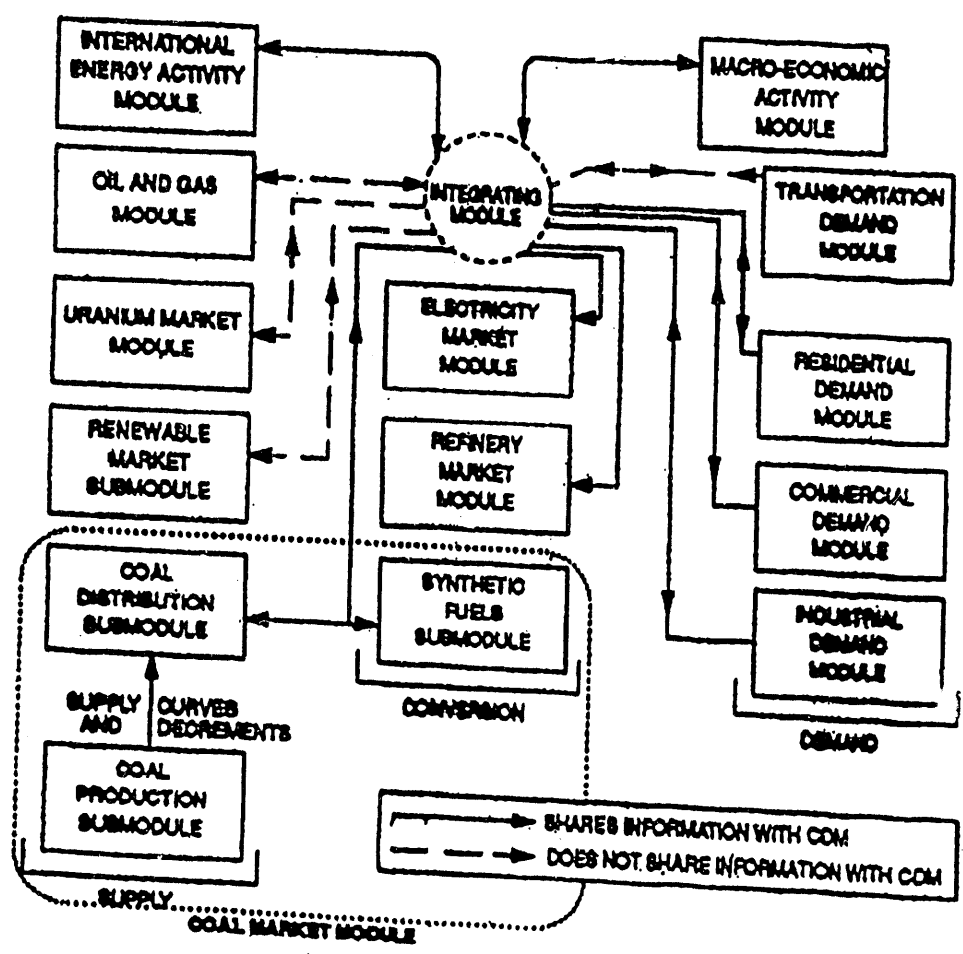 INTERNATIONAL
ENERGY ACTIVITY
MODULE
MACRO-ECONOMIC
ACTIVITY
MODULE
OIL AND GAS
MODULE
INTEGRATING
MODULE
TRANSPORTATION
DEMAND
MODULE
URANIUM MARKET
MODULE
ELECTRICITY
MARKET
MODULE
RESIDENTIAL
DEMAND
MODULE
RENEWABLE
MARKET
SUBMODULE
REFINERY
MARKET
MODULE
COMMERCIAL
DEMAND
MODULE
COAL
DISTRIBUTION
SUBMODULE
SYNTHETIC
FUELS
SUBMODULE
INDUSTRIAL
DEMAND
MODULE
SUPPLY CURVES
AND DECREMENTS
CONVERSION
DEMAND
COAL
PRODUCTION
SUBMODULE
SHARES INFORMATION WITH CDM
DOES NOT SHARE INFORMATION WITH CDM
SUPPLY
COAL MARKET MODULE